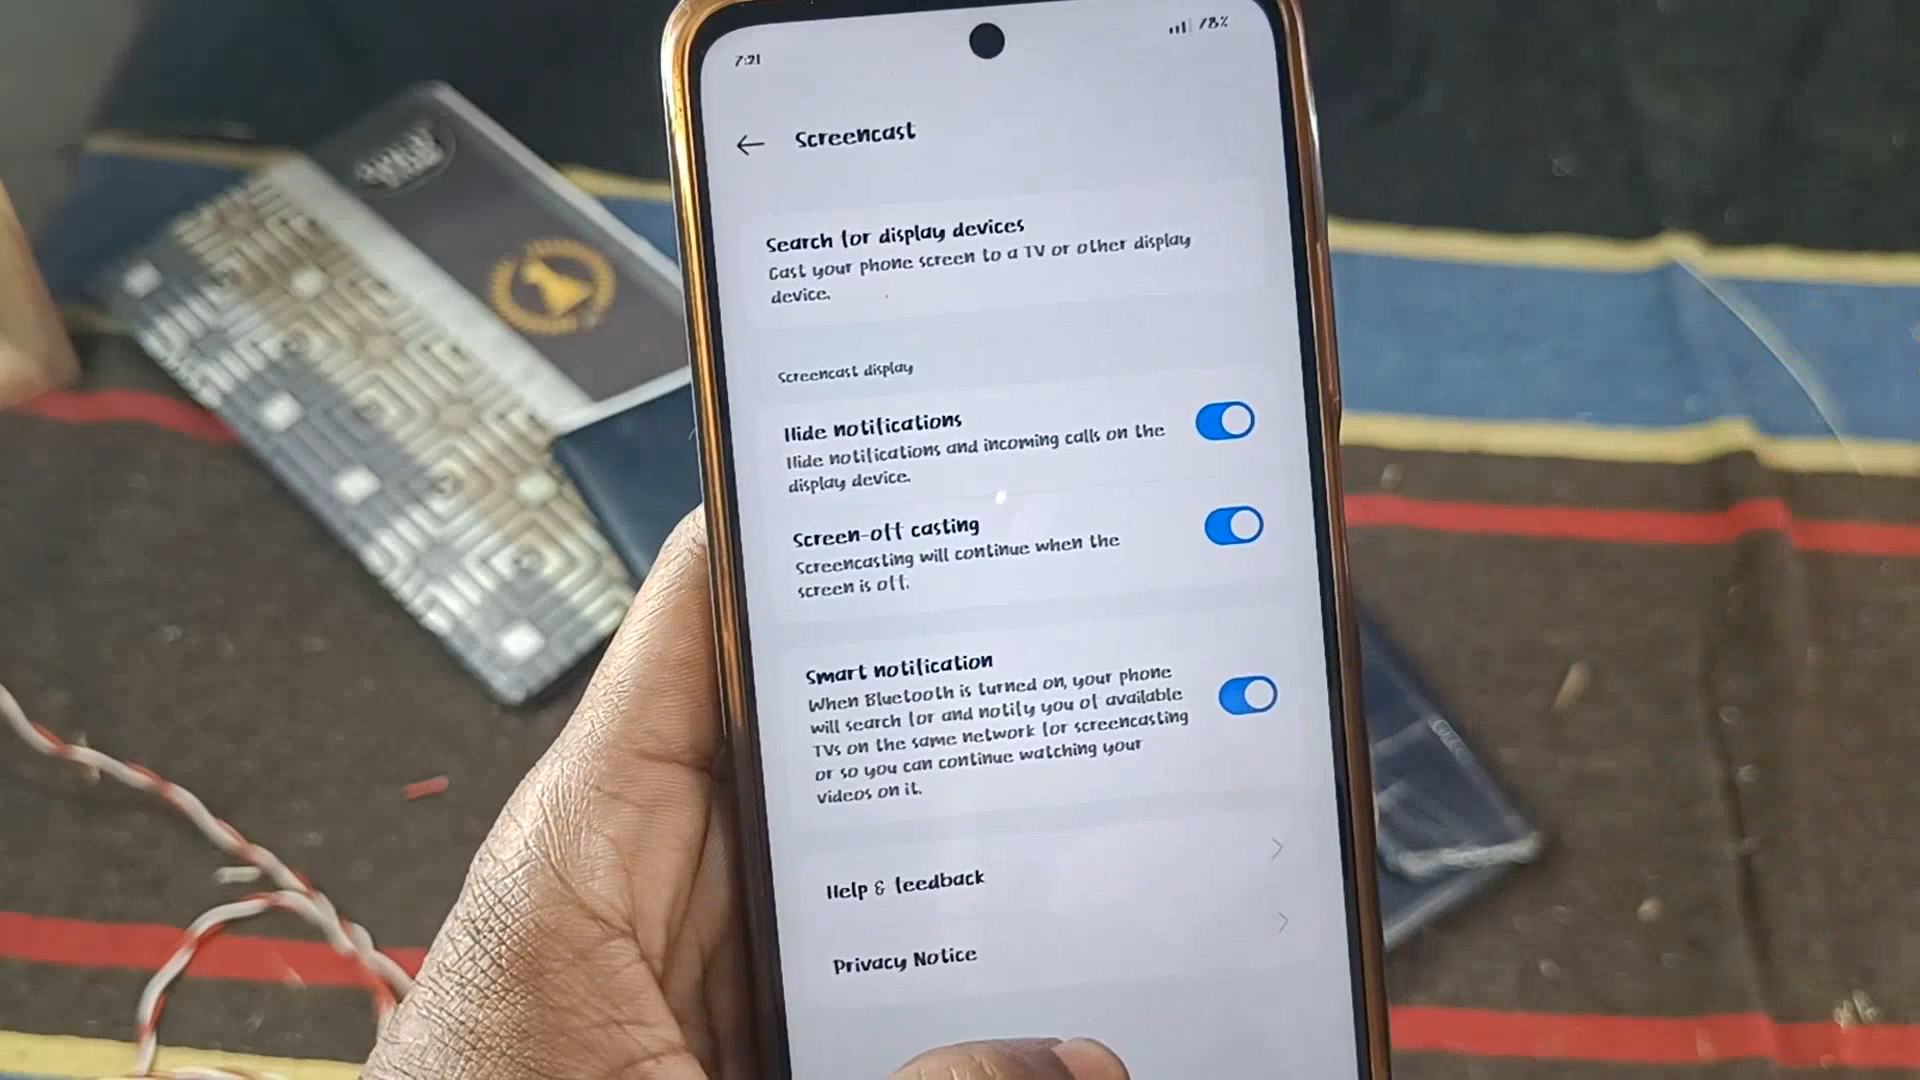 7:21
78%
Screencast
Search for display devices
Cast your phone screen to a TV or other display
device.
Screencast display
Hide notifications
Hide notifications and incoming calls on the
display device.
Screen-off casting
Screencasting will continue when the
screen is off.
Smart notification
When Bluetooth is turned on, your phone
will search for and notify you of available
TVs on the same network for screencasting
or so you can continue watching your
videos on it.
Help & feedback
Privacy Notice